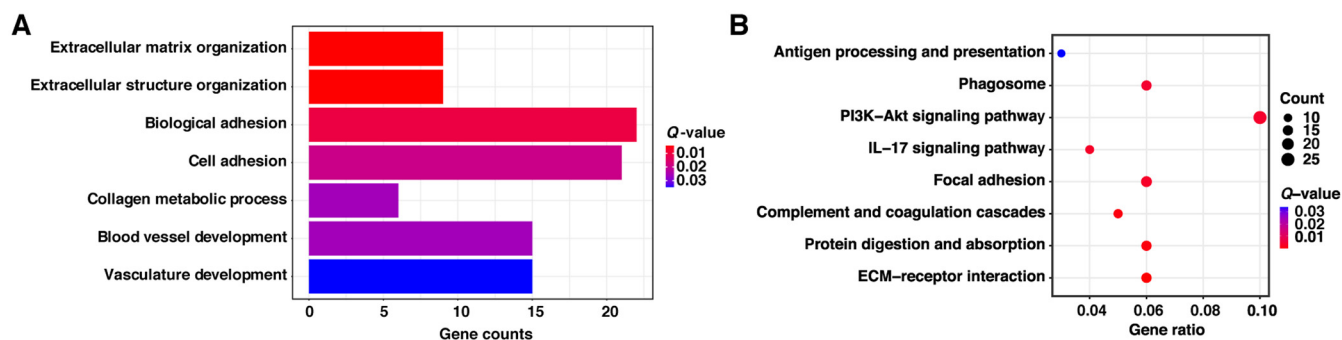 A
Extracellular matrix organization
Extracellular structure organization
Biological adhesion
Cell adhesion
Collagen metabolic process
Blood vessel development
Vasculature development
0 5 10 15 20
Gene counts
Q-value
0.01
0.02
0.03
B
Antigen processing and presentation
Phagosome
PI3K−Akt signaling pathway
IL−17 signaling pathway
Focal adhesion
Complement and coagulation cascades
Protein digestion and absorption
ECM−receptor interaction
0.04 0.06 0.08 0.10
Gene ratio
Count
10
15
20
25
Q−value
0.03
0.02
0.01